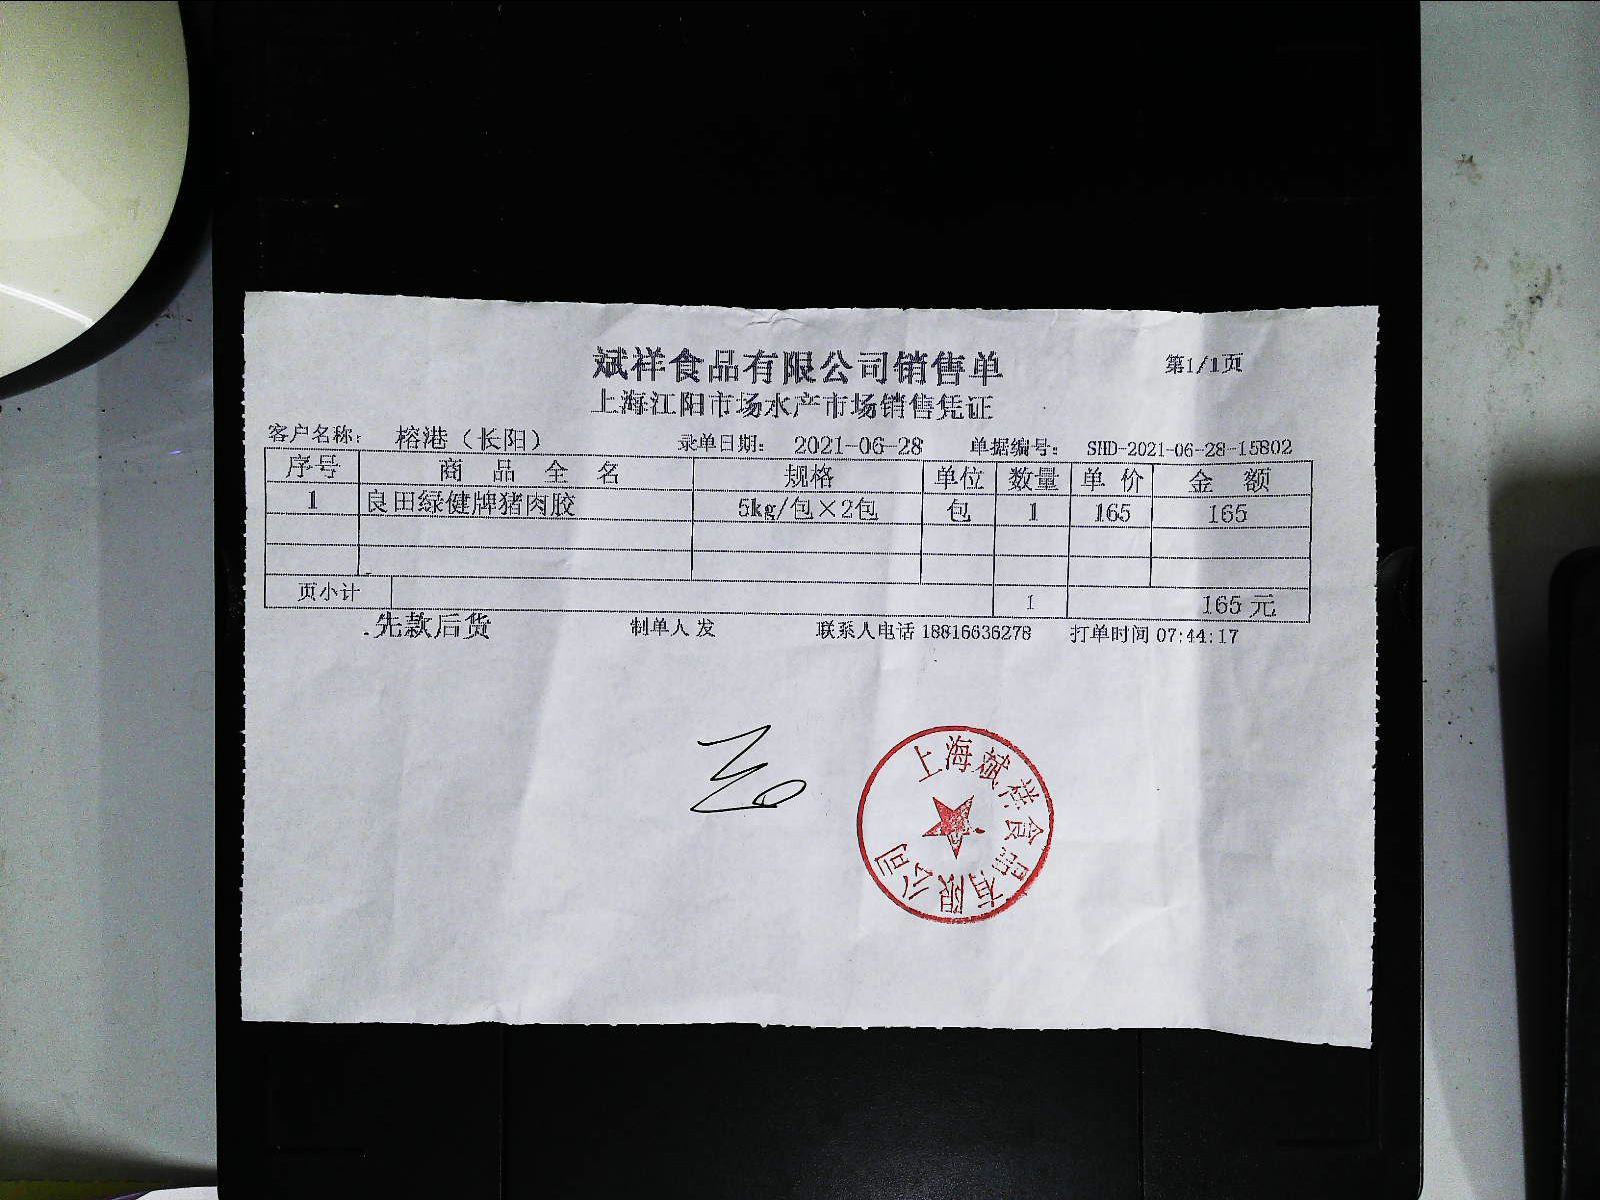 斌祥食品有限公司销售单 第1/1页
上海江阳市场水产市场销售凭证
客户名称： 榕港（长阳） 录单日期： 2021-06-28 单据编号： SHD-2021-06-28-15802
序号 商品全名 规格 单位 数量 单价 金额
1 良田绿健牌猪肉胶 5kg/包×2包 包 1 165 165
页小计 1 165元
.先款后货 制单人 发 联系人电话 18816636278 打单时间 07:44:17
上海斌祥食品有限公司